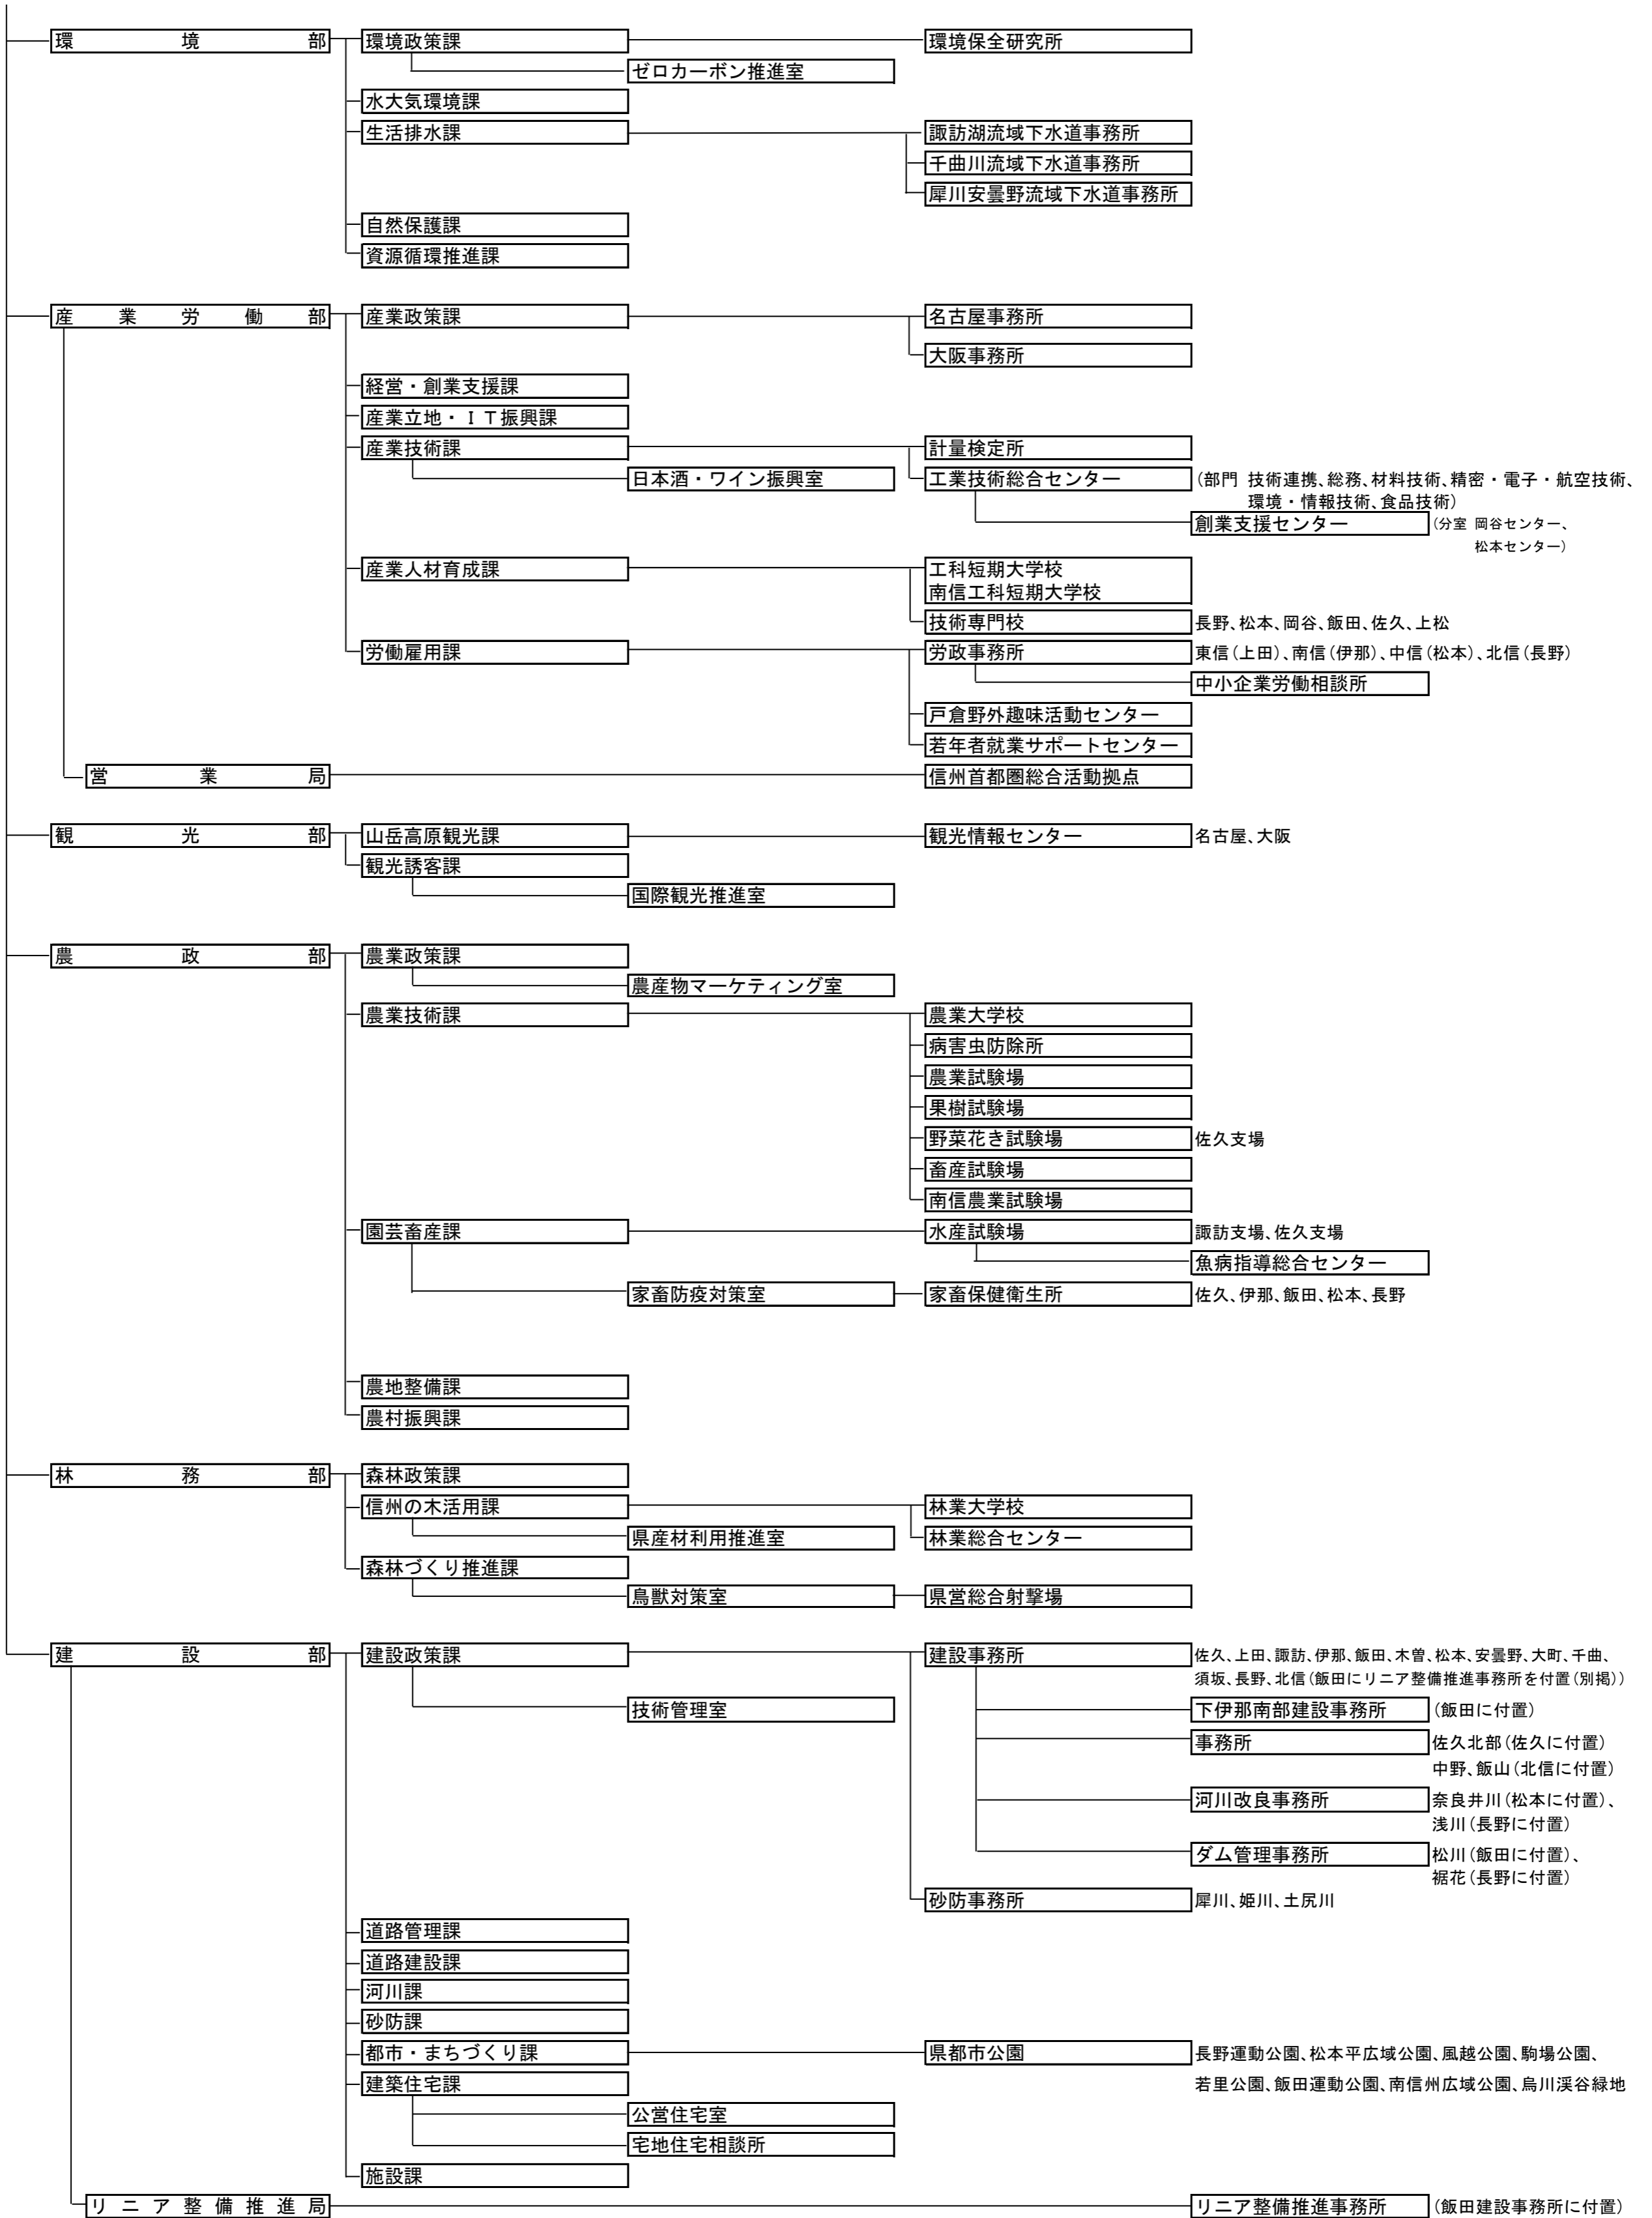 環境部 環境政策課 環境保全研究所
ゼロカーボン推進室
水大気環境課
生活排水課 諏訪湖流域下水道事務所
千曲川流域下水道事務所
犀川安曇野流域下水道事務所
自然保護課
資源循環推進課
産業労働部 産業政策課 名古屋事務所
大阪事務所
経営・創業支援課
産業立地・ＩＴ振興課
産業技術課 計量検定所
日本酒・ワイン振興室 工業技術総合センター (部門 技術連携、総務、材料技術、精密・電子・航空技術、
環境・情報技術、食品技術)
創業支援センター (分室 岡谷センター、
松本センター)
産業人材育成課 工科短期大学校
南信工科短期大学校
技術専門校 長野、松本、岡谷、飯田、佐久、上松
労働雇用課 労政事務所 東信(上田)、南信(伊那)、中信(松本)、北信(長野)
中小企業労働相談所
戸倉野外趣味活動センター
若年者就業サポートセンター
営業局 信州首都圏総合活動拠点
観光部 山岳高原観光課 観光情報センター 名古屋、大阪
観光誘客課
国際観光推進室
農政部 農業政策課
農産物マーケティング室
農業技術課 農業大学校
病害虫防除所
農業試験場
果樹試験場
野菜花き試験場 佐久支場
畜産試験場
南信農業試験場
園芸畜産課 水産試験場 諏訪支場、佐久支場
魚病指導総合センター
家畜防疫対策室 家畜保健衛生所 佐久、伊那、飯田、松本、長野
農地整備課
農村振興課
林務部 森林政策課
信州の木活用課 林業大学校
県産材利用推進室 林業総合センター
森林づくり推進課
鳥獣対策室 県営総合射撃場
建設部 建設政策課 建設事務所 佐久、上田、諏訪、伊那、飯田、木曽、松本、安曇野、大町、千曲、
須坂、長野、北信(飯田にリニア整備推進事務所を付置(別掲))
技術管理室 下伊那南部建設事務所 (飯田に付置)
事務所 佐久北部(佐久に付置)
中野、飯山(北信に付置)
河川改良事務所 奈良井川(松本に付置)、
浅川(長野に付置)
ダム管理事務所 松川(飯田に付置)、
裾花(長野に付置)
砂防事務所 犀川、姫川、土尻川
道路管理課
道路建設課
河川課
砂防課
都市・まちづくり課 県都市公園 長野運動公園、松本平広域公園、風越公園、駒場公園、
建築住宅課 若里公園、飯田運動公園、南信州広域公園、烏川渓谷緑地
公営住宅室
宅地住宅相談所
施設課
リニア整備推進局 リニア整備推進事務所 (飯田建設事務所に付置)